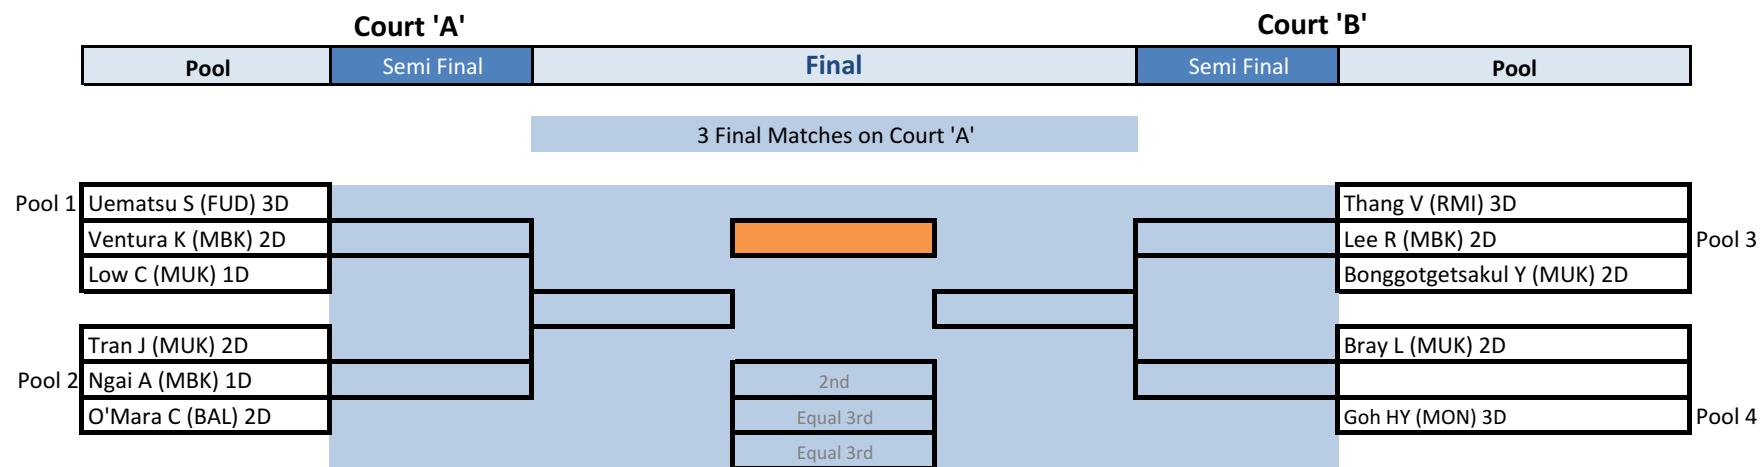 Court 'A' Court 'B'
Pool Semi Final Final Semi Final Pool
3 Final Matches on Court 'A'
Pool 1 Uematsu S (FUD) 3D Thang V (RMI) 3D
Ventura K (MBK) 2D Lee R (MBK) 2D Pool 3
Low C (MUK) 1D Bonggotgetsakul Y (MUK) 2D
Tran J (MUK) 2D Bray L (MUK) 2D
Pool 2 Ngai A (MBK) 1D 2nd
O'Mara C (BAL) 2D Equal 3rd Goh HY (MON) 3D Pool 4
Equal 3rd